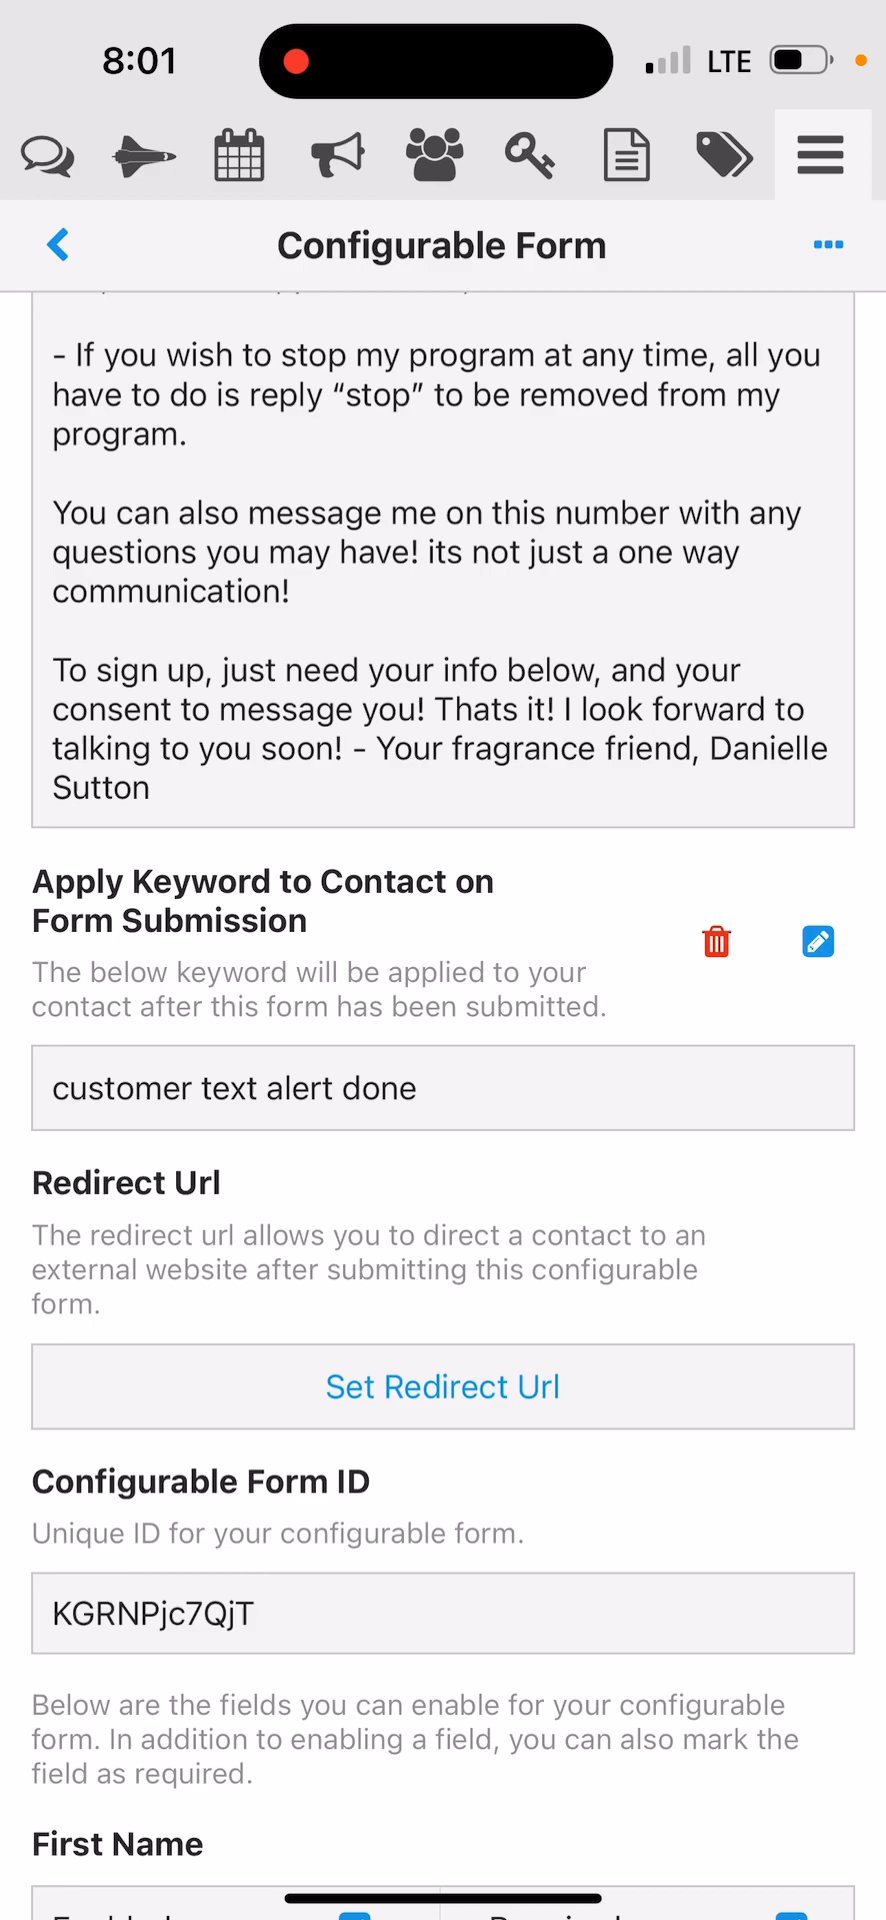 8:01
LTE
Configurable Form
- If you wish to stop my program at any time, all you
have to do is reply “stop” to be removed from my
program.
You can also message me on this number with any
questions you may have! its not just a one way
communication!
To sign up, just need your info below, and your
consent to message you! Thats it! I look forward to
talking to you soon! - Your fragrance friend, Danielle
Sutton
Apply Keyword to Contact on
Form Submission
The below keyword will be applied to your
contact after this form has been submitted.
customer text alert done
Redirect Url
The redirect url allows you to direct a contact to an
external website after submitting this configurable
form.
Set Redirect Url
Configurable Form ID
Unique ID for your configurable form.
KGRNPjc7QjT
Below are the fields you can enable for your configurable
form. In addition to enabling a field, you can also mark the
field as required.
First Name